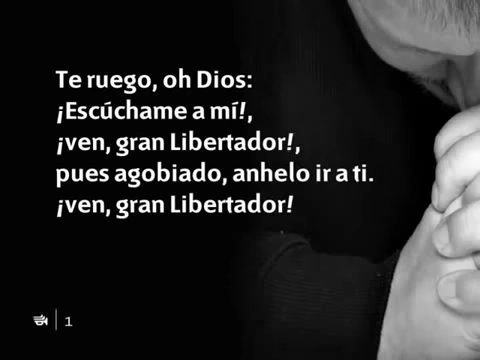 Te ruego, oh Dios:
¡Escúchame a mí!,
¡ven, gran Libertador!,
pues agobiado, anhelo ir a ti.
¡ven, gran Libertador!
1